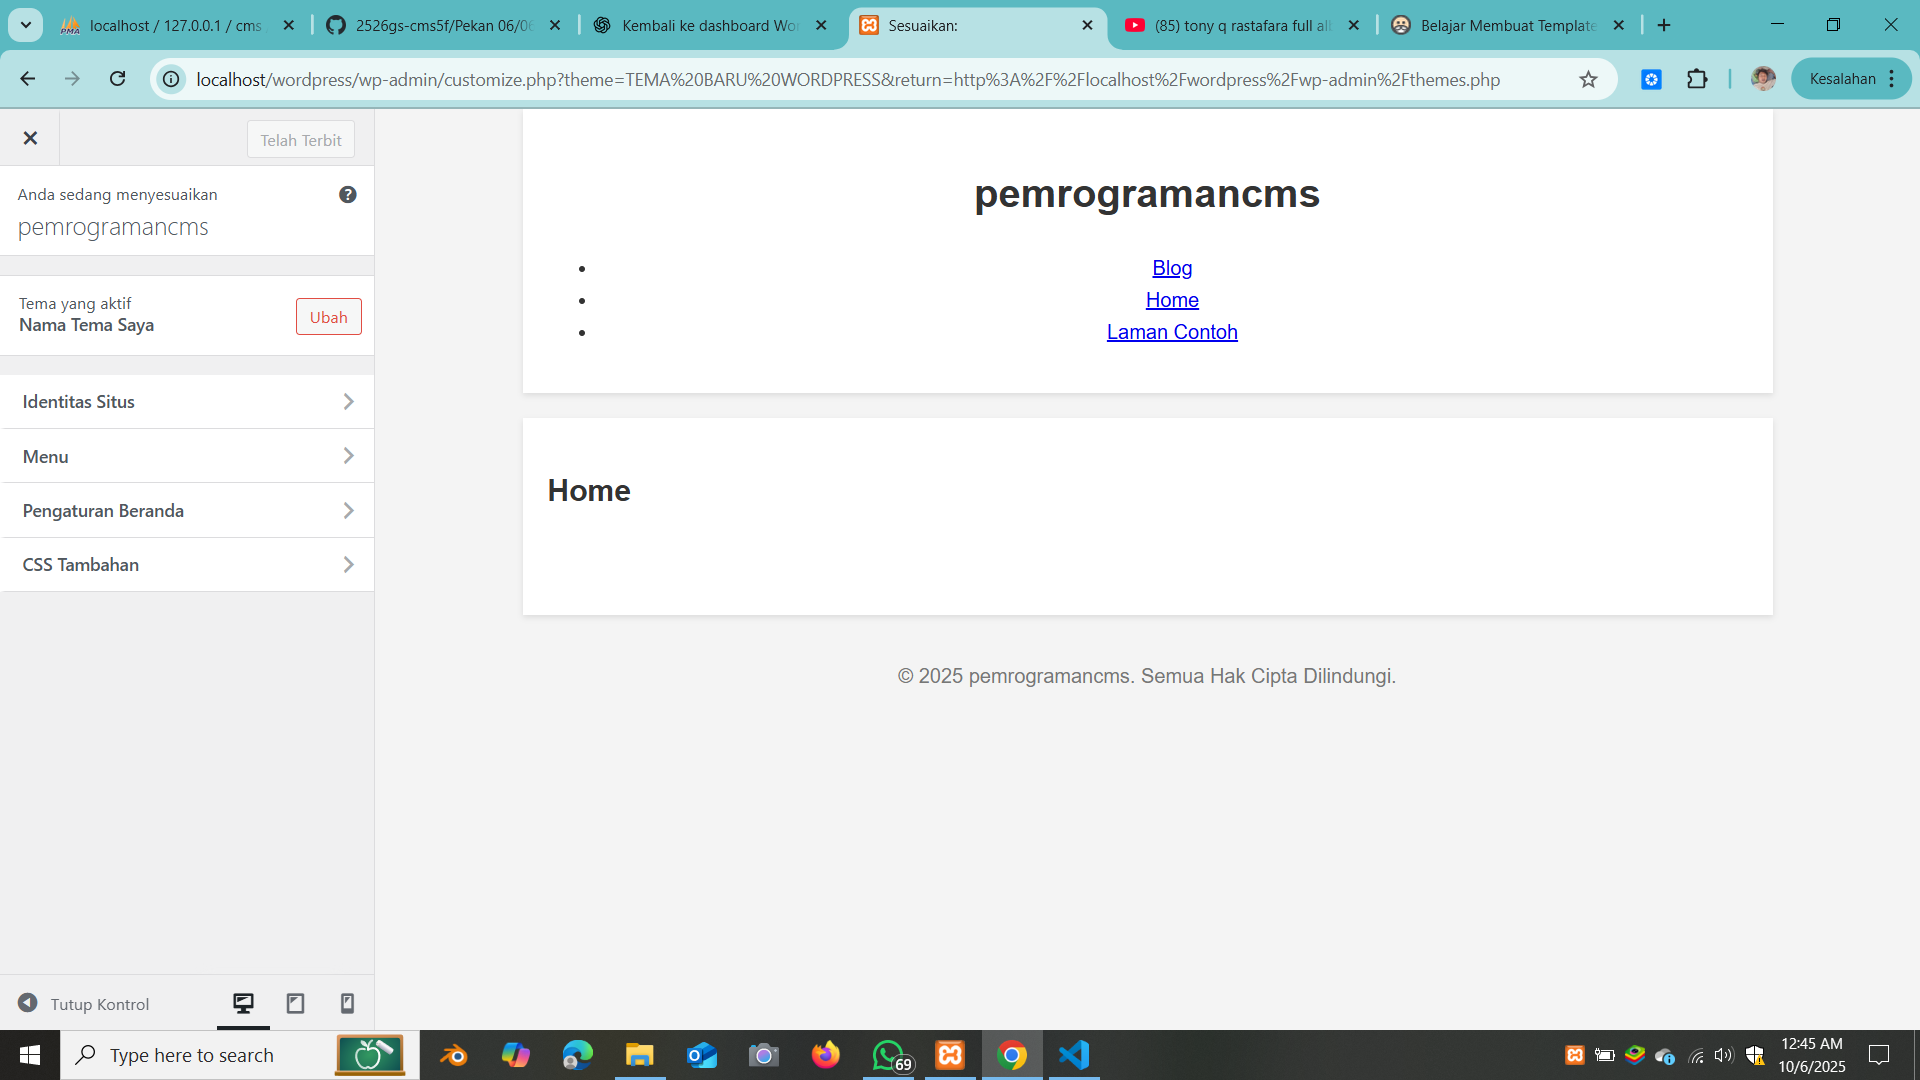 localhost / 127.0.0.1 / cms
2526gs-cms5f/Pekan 06/06
Kembali ke dashboard Wor
Sesuaikan:
(85) tony q rastafara full alb
Belajar Membuat Template
localhost/wordpress/wp-admin/customize.php?theme=TEMA%20BARU%20WORDPRESS&return=http%3A%2F%2Flocalhost%2Fwordpress%2Fwp-admin%2Fthemes.php
Kesalahan
Telah Terbit
Anda sedang menyesuaikan
pemrogramancms
Tema yang aktif
Nama Tema Saya
Ubah
Identitas Situs
Menu
Pengaturan Beranda
CSS Tambahan
Tutup Kontrol
pemrogramancms
Blog
Home
Laman Contoh
Home
© 2025 pemrogramancms. Semua Hak Cipta Dilindungi.
Type here to search
69
12:45 AM
10/6/2025